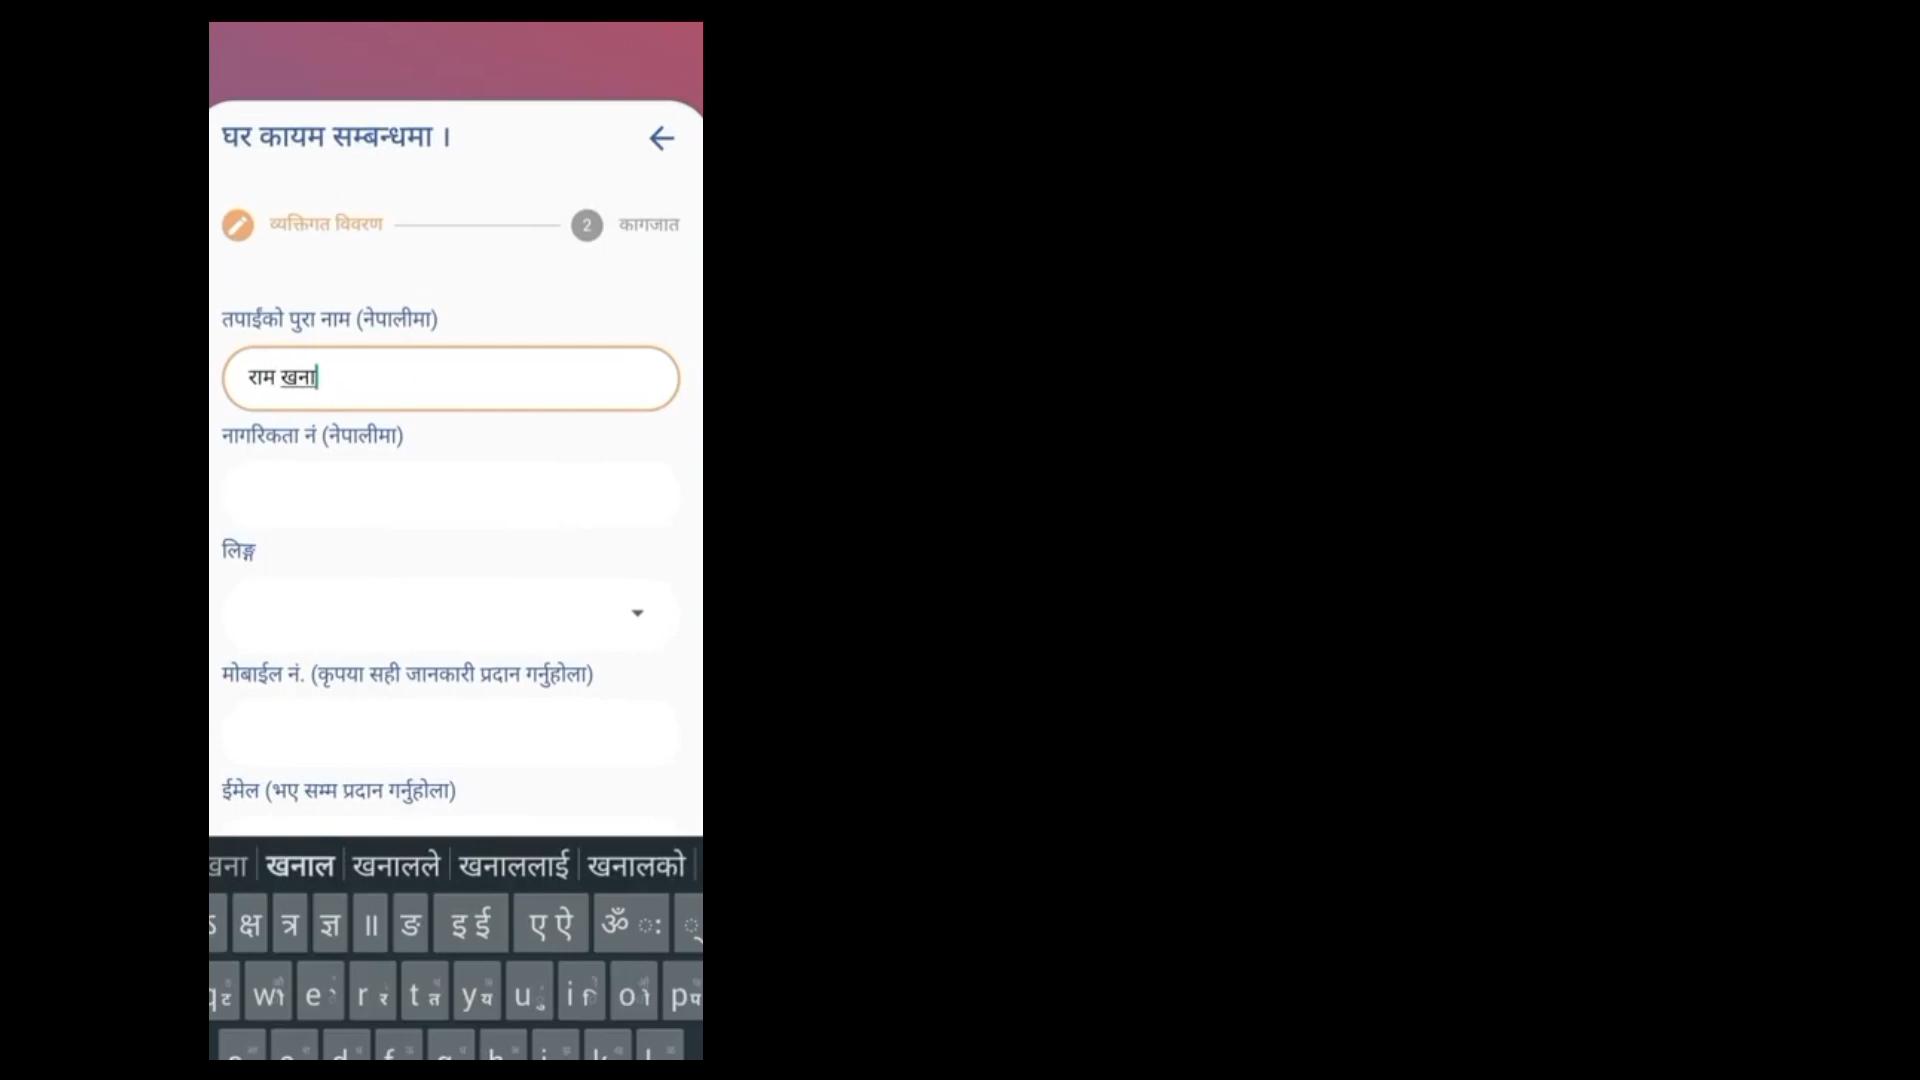 घर कायम सम्बन्धमा ।
व्यक्तिगत विवरण 2 कागजात
तपाईंको पुरा नाम (नेपालीमा)
राम खना
नागरिकता नं (नेपालीमा)
लिङ्ग
मोबाईल नं. (कृपया सही जानकारी प्रदान गर्नुहोला)
ईमेल (भए सम्म प्रदान गर्नुहोला)
खनाल खनालले खनाललाई खनालको
क्ष त्र ज्ञ ॥ ङ इ ई ए ऐ ॐ ः
q ट w ौ e े r र t त y य u ु i ि o ो p प